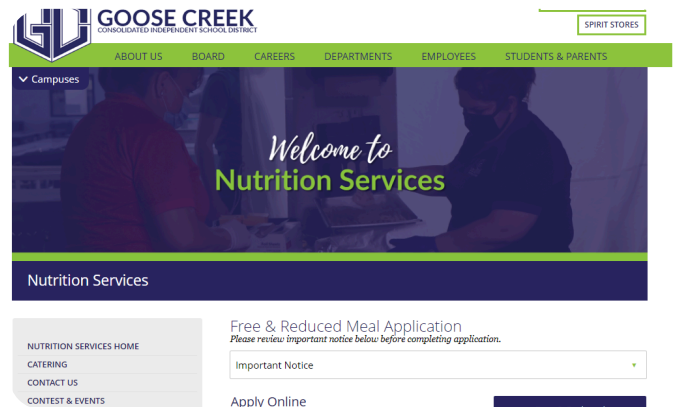 GOOSE CREEK
CONSOLIDATED INDEPENDENT SCHOOL DISTRICT
SPIRIT STORES
ABOUT US BOARD CAREERS DEPARTMENTS EMPLOYEES STUDENTS & PARENTS
Campuses
Welcome to
Nutrition Services
Nutrition Services
NUTRITION SERVICES HOME
CATERING
CONTACT US
CONTEST & EVENTS
Free & Reduced Meal Application
Please review important notice below before completing application.
Important Notice
Apply Online